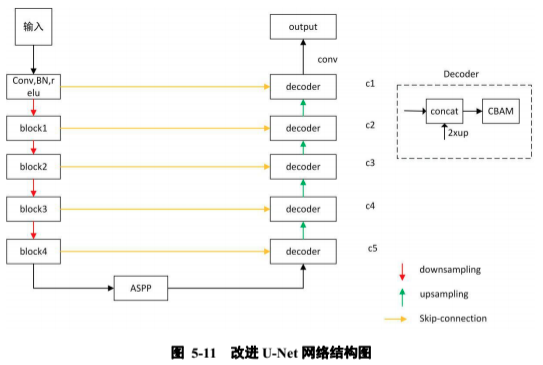 输入
output
conv
Conv,BN,r
elu
decoder
c1
block1
decoder
c2
block2
decoder
c3
block3
decoder
c4
block4
decoder
c5
ASPP
Decoder
concat
CBAM
2xup
downsampling
upsampling
Skip-connection
图 5-11 改进 U-Net 网络结构图